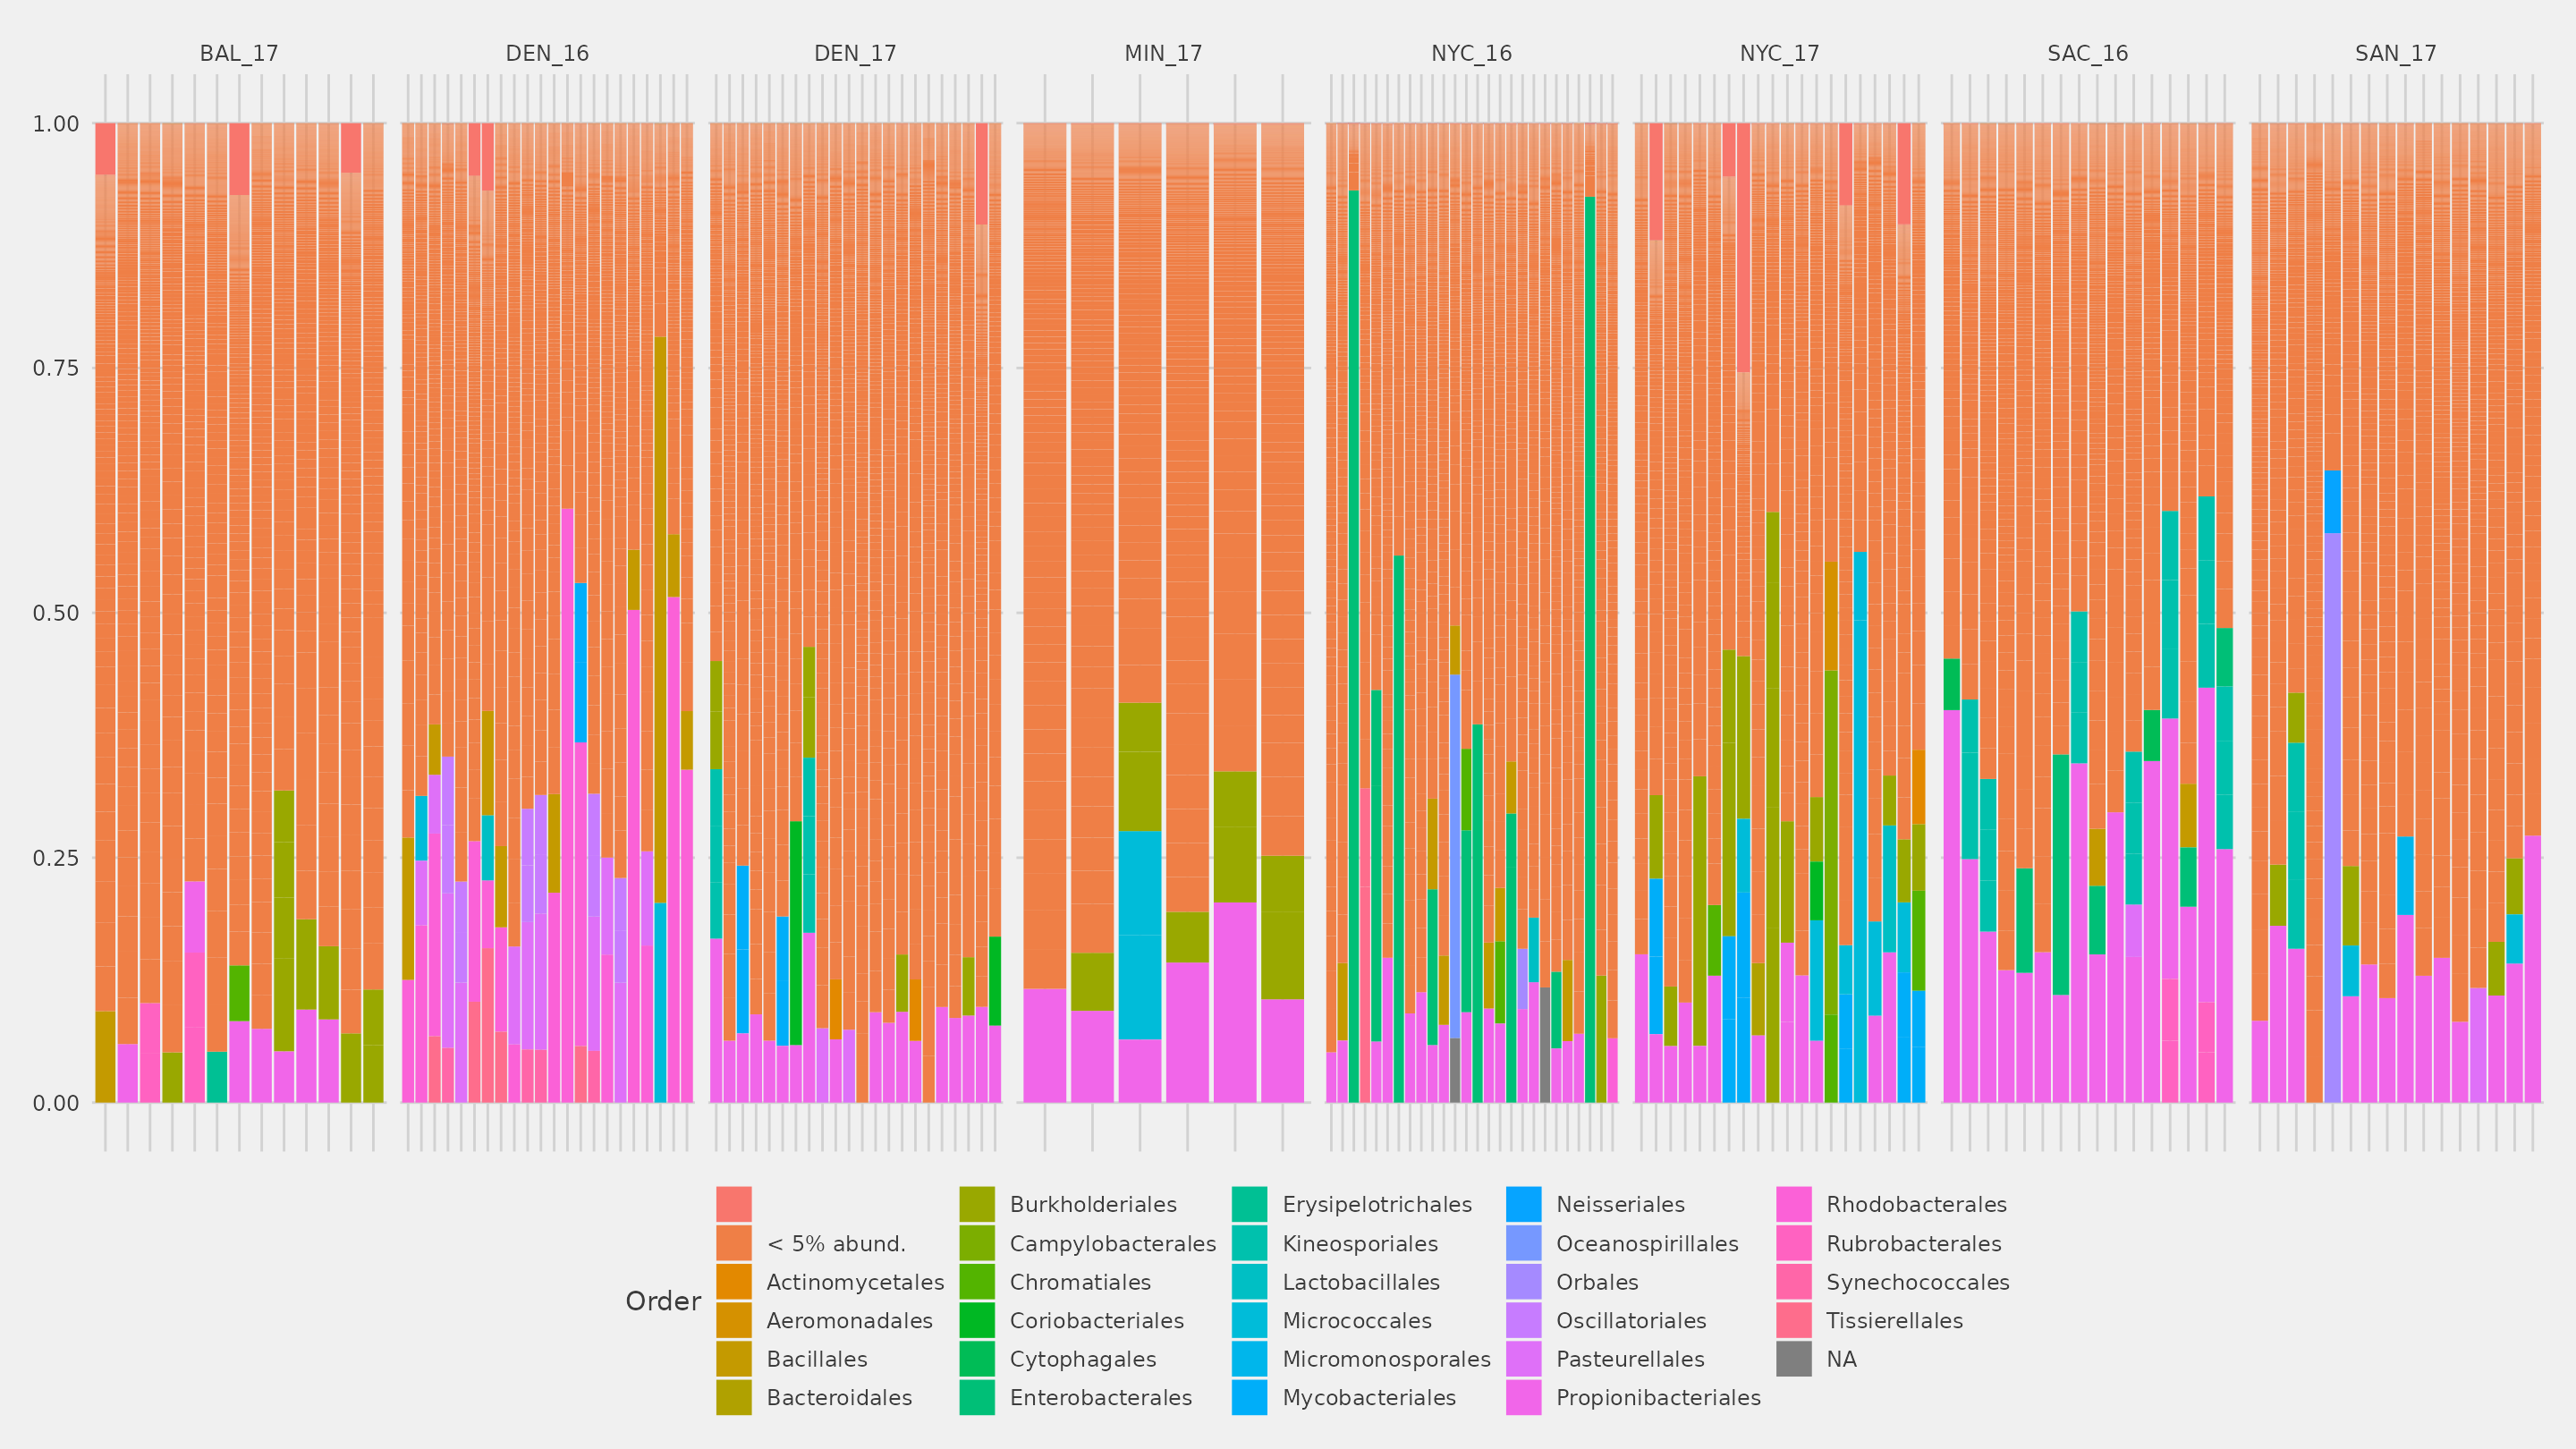 BAL_17 DEN_16 DEN_17 MIN_17 NYC_16 NYC_17 SAC_16 SAN_17
1.00
0.75
0.50
0.25
0.00
Order
< 5% abund.
Actinomycetales
Aeromonadales
Bacillales
Bacteroidales
Burkholderiales
Campylobacterales
Chromatiales
Coriobacteriales
Cytophagales
Enterobacterales
Erysipelotrichales
Kineosporiales
Lactobacillales
Micrococcales
Micromonosporales
Mycobacteriales
Neisseriales
Oceanospirillales
Orbales
Oscillatoriales
Pasteurellales
Propionibacteriales
Rhodobacterales
Rubrobacterales
Synechococcales
Tissierellales
NA